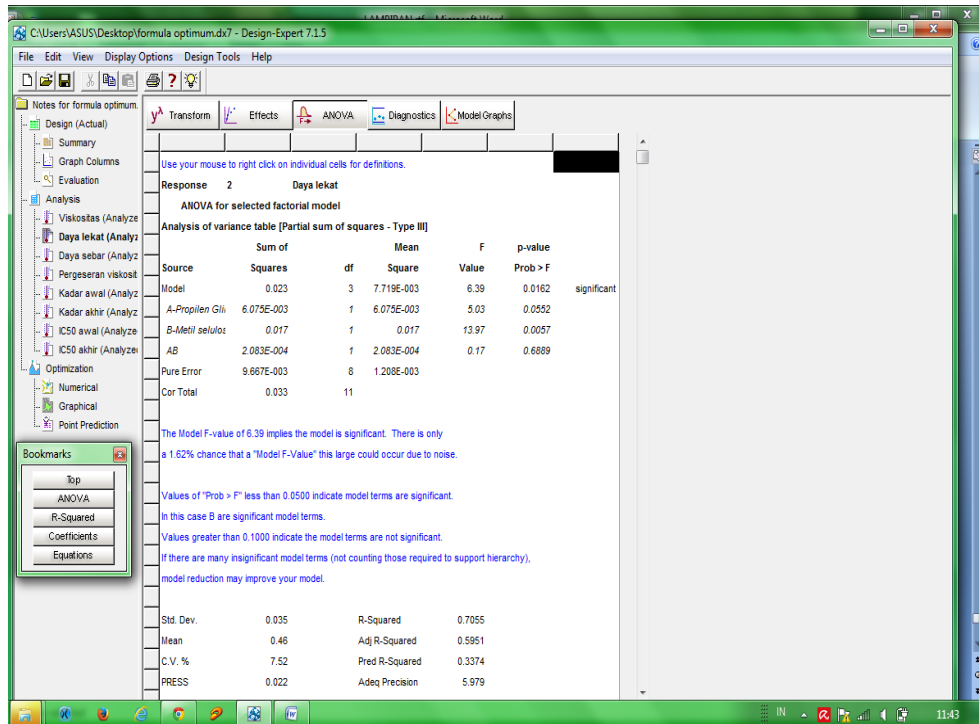 LAMPIRAN.rtf - Microsoft Word
C:\Users\ASUS\Desktop\formula optimum.dx7 - Design-Expert 7.1.5
File Edit View Display Options Design Tools Help
Notes for formula optimum.
Design (Actual)
Summary
Graph Columns
Evaluation
Analysis
Viskositas (Analyze
Daya lekat (Analyz
Daya sebar (Analyz
Pergeseran viskosit
Kadar awal (Analyz
Kadar akhir (Analyz
IC50 awal (Analyze
IC50 akhir (Analyze
Optimization
Numerical
Graphical
Point Prediction
Bookmarks
Top
ANOVA
R-Squared
Coefficients
Equations
yλ Transform Effects ANOVA Diagnostics Model Graphs
Use your mouse to right click on individual cells for definitions.
Response 2 Daya lekat
ANOVA for selected factorial model
Analysis of variance table [Partial sum of squares - Type III]
Sum of Mean F p-value
Source Squares df Square Value Prob > F
Model 0.023 3 7.719E-003 6.39 0.0162 significant
A-Propilen Gli 6.075E-003 1 6.075E-003 5.03 0.0552
B-Metil selulos 0.017 1 0.017 13.97 0.0057
AB 2.083E-004 1 2.083E-004 0.17 0.6889
Pure Error 9.667E-003 8 1.208E-003
Cor Total 0.033 11
The Model F-value of 6.39 implies the model is significant. There is only
a 1.62% chance that a "Model F-Value" this large could occur due to noise.
Values of "Prob > F" less than 0.0500 indicate model terms are significant.
In this case B are significant model terms.
Values greater than 0.1000 indicate the model terms are not significant.
If there are many insignificant model terms (not counting those required to support hierarchy),
model reduction may improve your model.
Std. Dev. 0.035 R-Squared 0.7055
Mean 0.46 Adj R-Squared 0.5951
C.V. % 7.52 Pred R-Squared 0.3374
PRESS 0.022 Adeq Precision 5.979
IN 11:43